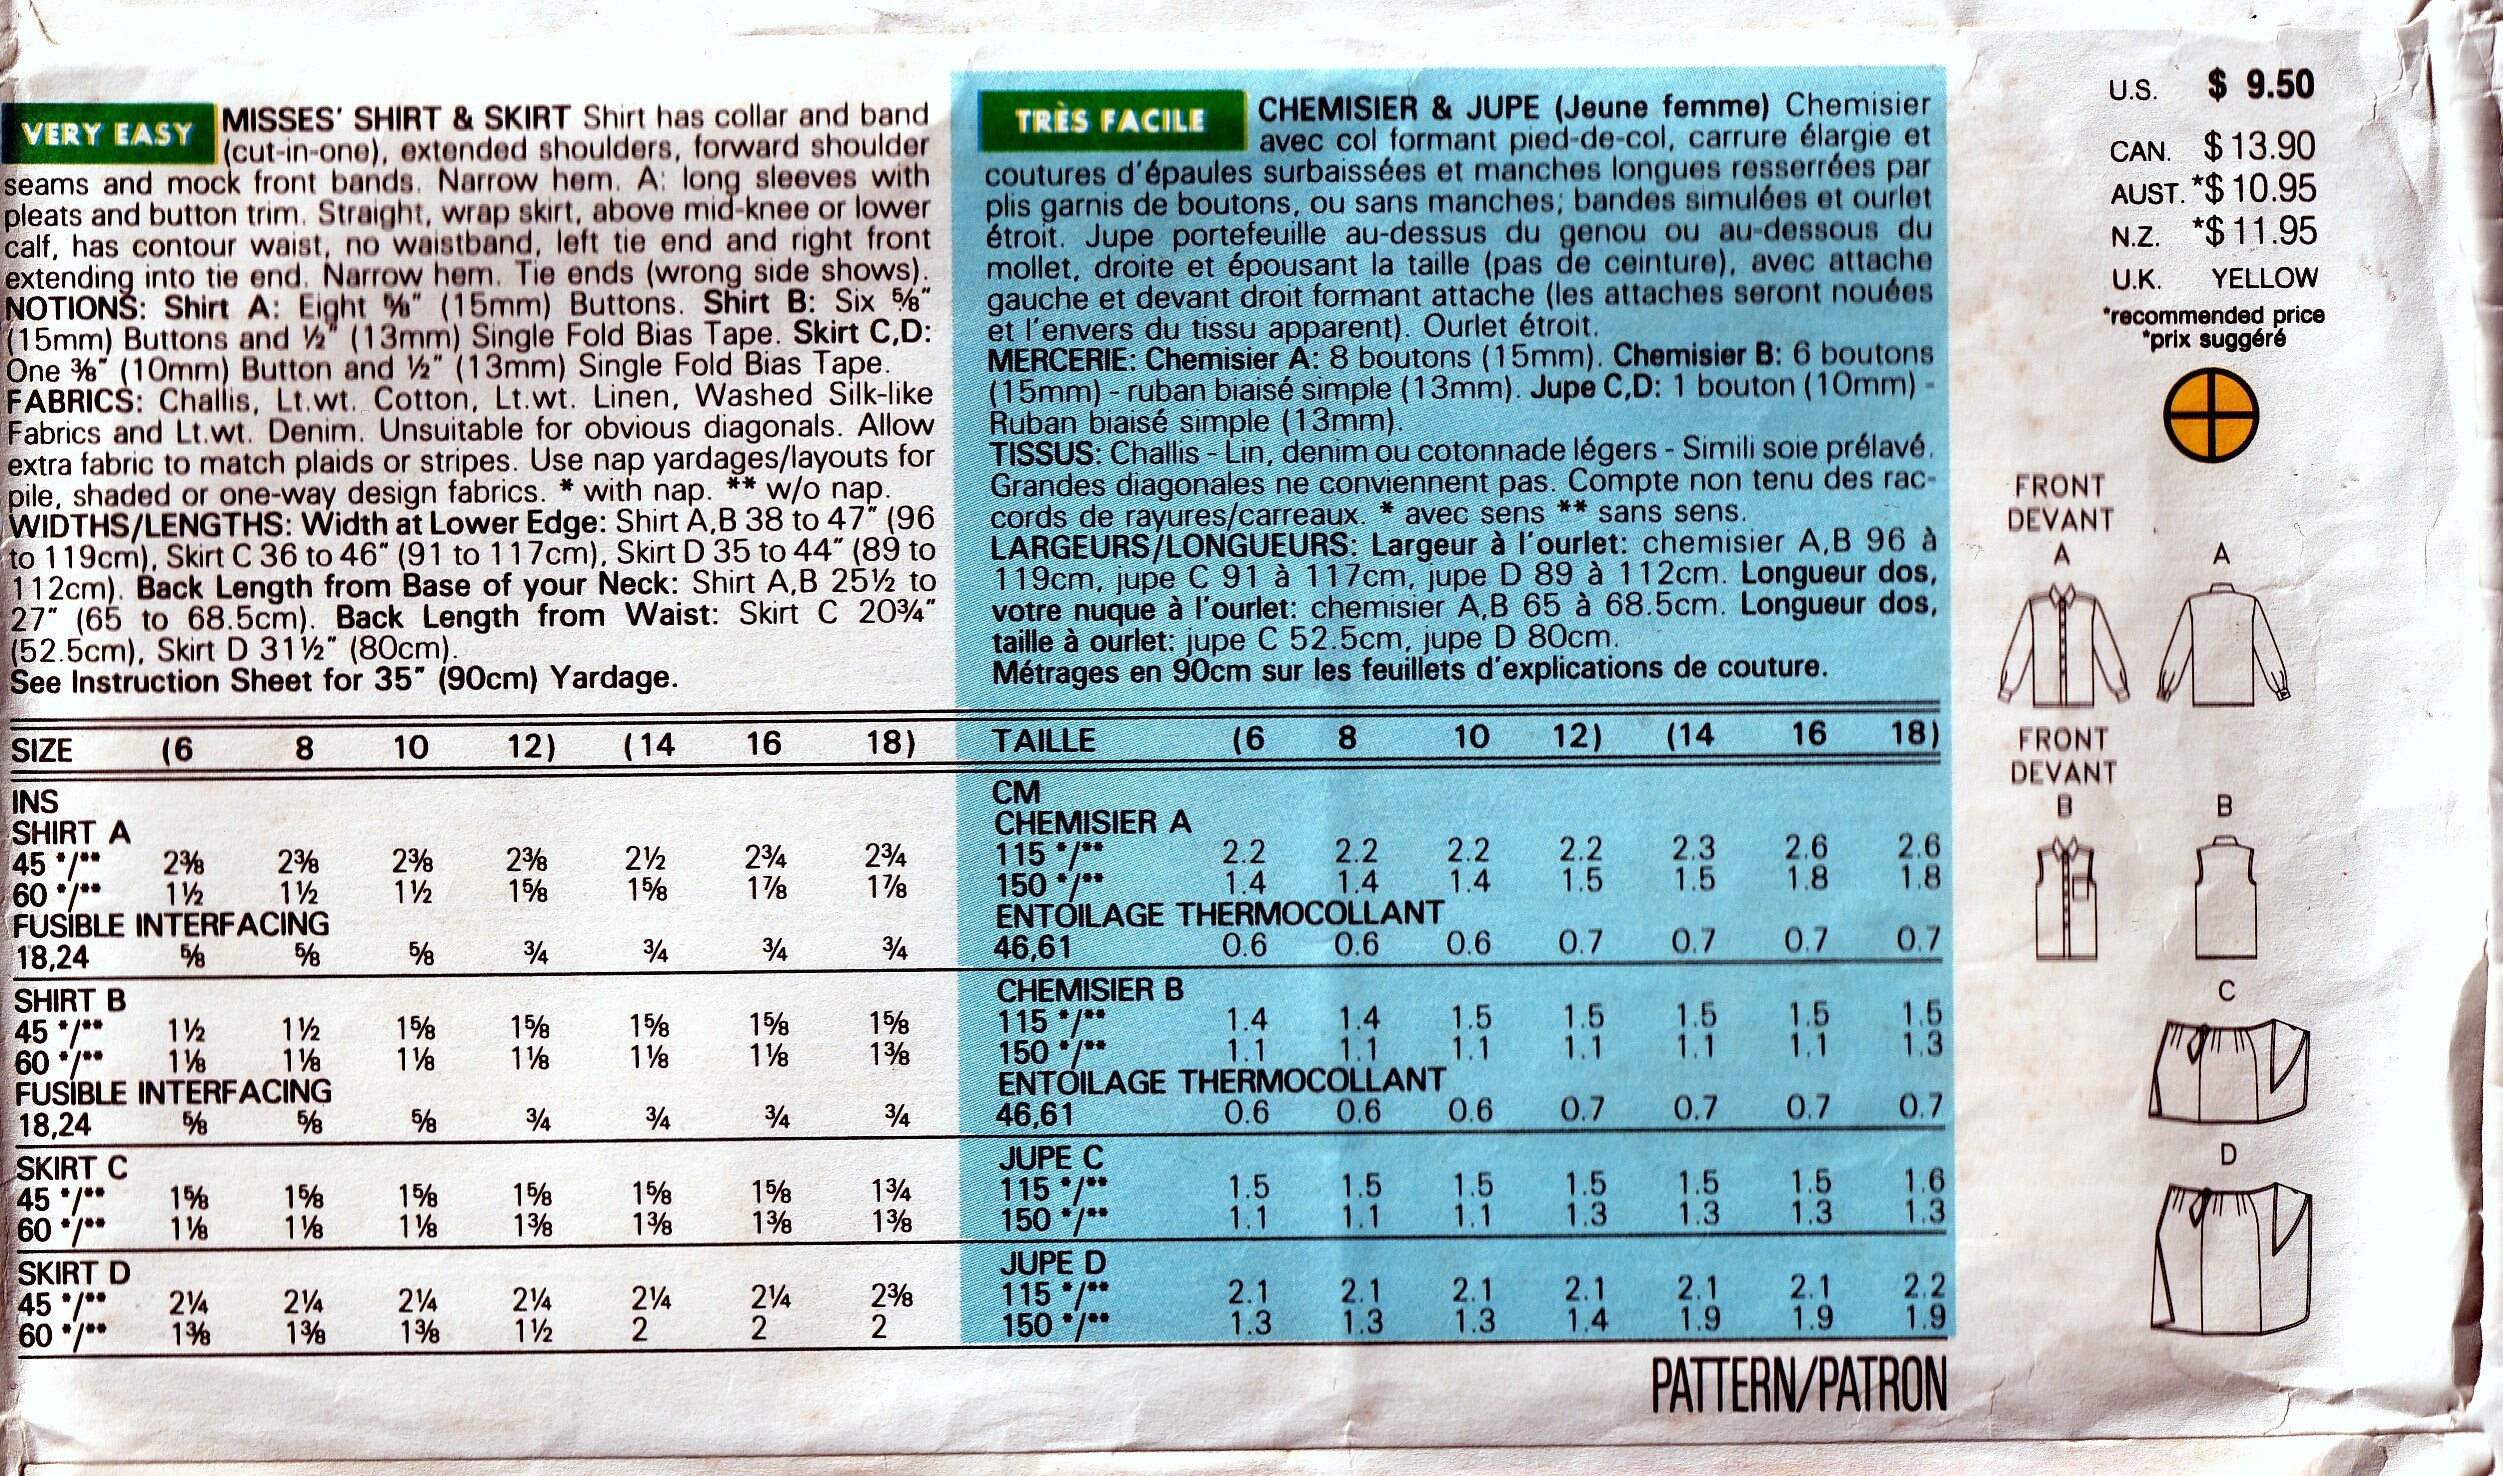 VERY EASY
MISSES' SHIRT & SKIRT Shirt has collar and band
(cut-in-one), extended shoulders, forward shoulder
seams and mock front bands. Narrow hem. A: long sleeves with
pleats and button trim. Straight, wrap skirt, above mid-knee or lower
calf, has contour waist, no waistband, left tie end and right front
extending into tie end. Narrow hem. Tie ends (wrong side shows).
NOTIONS: Shirt A: Eight ⅝" (15mm) Buttons. Shirt B: Six ⅝"
(15mm) Buttons and ½" (13mm) Single Fold Bias Tape. Skirt C,D:
One ⅜" (10mm) Button and ½" (13mm) Single Fold Bias Tape.
FABRICS: Challis, Lt.wt. Cotton, Lt.wt. Linen, Washed Silk-like
Fabrics and Lt.wt. Denim. Unsuitable for obvious diagonals. Allow
extra fabric to match plaids or stripes. Use nap yardages/layouts for
pile, shaded or one-way design fabrics. * with nap. ** w/o nap.
WIDTHS/LENGTHS: Width at Lower Edge: Shirt A,B 38 to 47" (96
to 119cm), Skirt C 36 to 46" (91 to 117cm), Skirt D 35 to 44" (89 to
112cm). Back Length from Base of your Neck: Shirt A,B 25½ to
27" (65 to 68.5cm). Back Length from Waist: Skirt C 20¾"
(52.5cm), Skirt D 31½" (80cm).
See Instruction Sheet for 35" (90cm) Yardage.
SIZE (6 8 10 12) (14 16 18)
INS
SHIRT A
45 */** 2⅜ 2⅜ 2⅜ 2⅜ 2½ 2¾ 2¾
60 */** 1½ 1½ 1½ 1⅝ 1⅝ 1⅞ 1⅞
FUSIBLE INTERFACING
18,24 ⅝ ⅝ ⅝ ¾ ¾ ¾ ¾
SHIRT B
45 */** 1½ 1½ 1⅝ 1⅝ 1⅝ 1⅝ 1⅝
60 */** 1⅛ 1⅛ 1⅛ 1⅛ 1⅛ 1⅛ 1⅜
FUSIBLE INTERFACING
18,24 ⅝ ⅝ ⅝ ¾ ¾ ¾ ¾
SKIRT C
45 */** 1⅝ 1⅝ 1⅝ 1⅝ 1⅝ 1⅝ 1¾
60 */** 1⅛ 1⅛ 1⅛ 1⅜ 1⅜ 1⅜ 1⅜
SKIRT D
45 */** 2¼ 2¼ 2¼ 2¼ 2¼ 2¼ 2⅜
60 */** 1⅜ 1⅜ 1⅜ 1½ 2 2 2
TRÈS FACILE
CHEMISIER & JUPE (Jeune femme) Chemisier
avec col formant pied-de-col, carrure élargie et
coutures d'épaules surbaissées et manches longues resserrées par
plis garnis de boutons, ou sans manches; bandes simulées et ourlet
étroit. Jupe portefeuille au-dessus du genou ou au-dessous du
mollet, droite et épousant la taille (pas de ceinture), avec attache
gauche et devant droit formant attache (les attaches seront nouées
et l'envers du tissu apparent). Ourlet étroit.
MERCERIE: Chemisier A: 8 boutons (15mm). Chemisier B: 6 boutons
(15mm) - ruban biaisé simple (13mm). Jupe C,D: 1 bouton (10mm) -
Ruban biaisé simple (13mm).
TISSUS: Challis - Lin, denim ou cotonnade légers - Simili soie prélavé.
Grandes diagonales ne conviennent pas. Compte non tenu des rac-
cords de rayures/carreaux. * avec sens ** sans sens.
LARGEURS/LONGUEURS: Largeur à l'ourlet: chemisier A,B 96 à
119cm, jupe C 91 à 117cm, jupe D 89 à 112cm. Longueur dos,
votre nuque à l'ourlet: chemisier A,B 65 à 68.5cm. Longueur dos,
taille à ourlet: jupe C 52.5cm, jupe D 80cm.
Métrages en 90cm sur les feuillets d'explications de couture.
TAILLE (6 8 10 12) (14 16 18)
CM
CHEMISIER A
115 */** 2.2 2.2 2.2 2.2 2.3 2.6 2.6
150 */** 1.4 1.4 1.4 1.5 1.5 1.8 1.8
ENTOILAGE THERMOCOLLANT
46,61 0.6 0.6 0.6 0.7 0.7 0.7 0.7
CHEMISIER B
115 */** 1.4 1.4 1.5 1.5 1.5 1.5 1.5
150 */** 1.1 1.1 1.1 1.1 1.1 1.1 1.3
ENTOILAGE THERMOCOLLANT
46,61 0.6 0.6 0.6 0.7 0.7 0.7 0.7
JUPE C
115 */** 1.5 1.5 1.5 1.5 1.5 1.5 1.6
150 */** 1.1 1.1 1.1 1.3 1.3 1.3 1.3
JUPE D
115 */** 2.1 2.1 2.1 2.1 2.1 2.1 2.2
150 */** 1.3 1.3 1.3 1.4 1.9 1.9 1.9
PATTERN/PATRON
U.S. $ 9.50
CAN. $ 13.90
AUST. *$ 10.95
N.Z. *$ 11.95
U.K. YELLOW
*recommended price
*prix suggéré
FRONT
DEVANT
A A
FRONT
DEVANT
B B
C
D